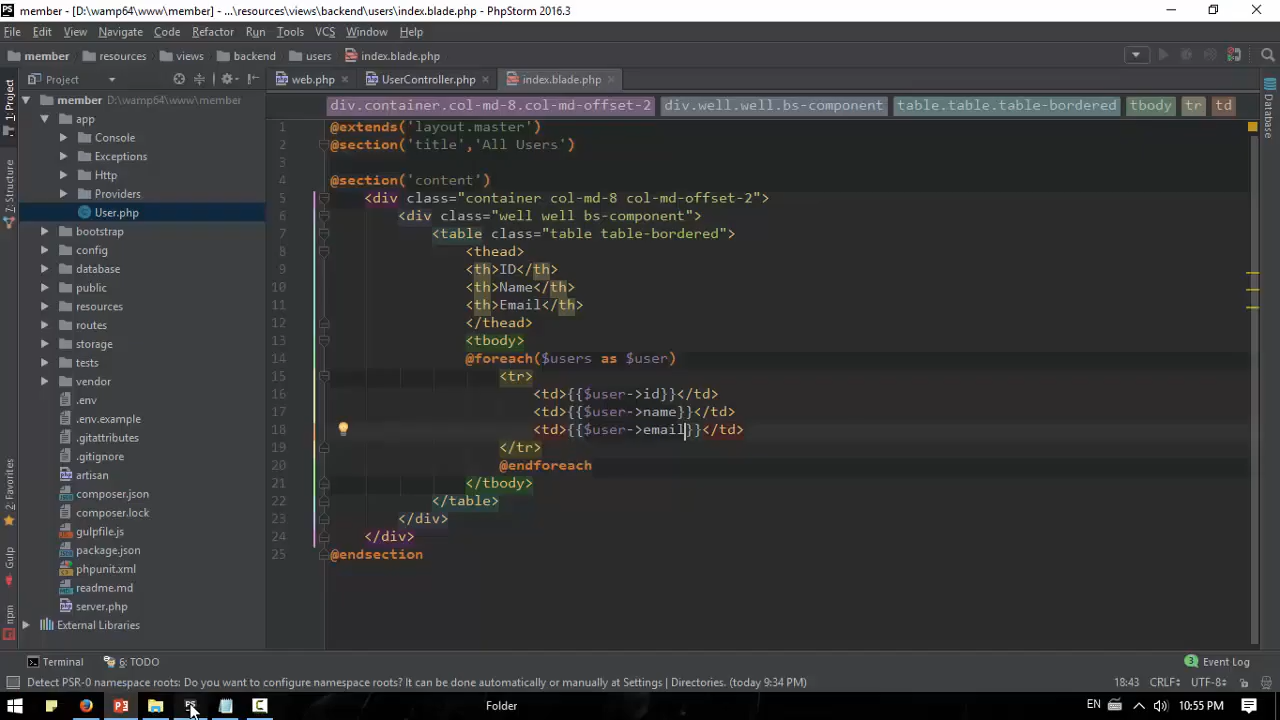 member - [D:\wamp64\www\member] - ...\resources\views\backend\users\index.blade.php - PhpStorm 2016.3
File Edit View Navigate Code Refactor Run Tools VCS Window Help
member resources views backend users index.blade.php
Project
web.php UserController.php index.blade.php
div.container.col-md-8.col-md-offset-2 div.well.well.bs-component table.table.table-bordered tbody tr td
1: Project
7: Structure
2: Favorites
Gulp
npm
Database
member D:\wamp64\www\member
app
Console
Exceptions
Http
Providers
User.php
bootstrap
config
database
public
resources
routes
storage
tests
vendor
.env
.env.example
.gitattributes
.gitignore
artisan
composer.json
composer.lock
gulpfile.js
package.json
phpunit.xml
readme.md
server.php
External Libraries
1 @extends('layout.master')
2 @section('title','All Users')
3
4 @section('content')
5 <div class="container col-md-8 col-md-offset-2">
6 <div class="well well bs-component">
7 <table class="table table-bordered">
8 <thead>
9 <th>ID</th>
10 <th>Name</th>
11 <th>Email</th>
12 </thead>
13 <tbody>
14 @foreach($users as $user)
15 <tr>
16 <td>{{$user->id}}</td>
17 <td>{{$user->name}}</td>
18 <td>{{$user->email}}</td>
19 </tr>
20 @endforeach
21 </tbody>
22 </table>
23 </div>
24 </div>
25 @endsection
Terminal 6: TODO 3 Event Log
Detect PSR-0 namespace roots: Do you want to configure namespace roots? It can be done automatically or manually at Settings | Directories. (today 9:34 PM) 18:43 CRLF÷ UTF-8÷
Folder EN 10:55 PM